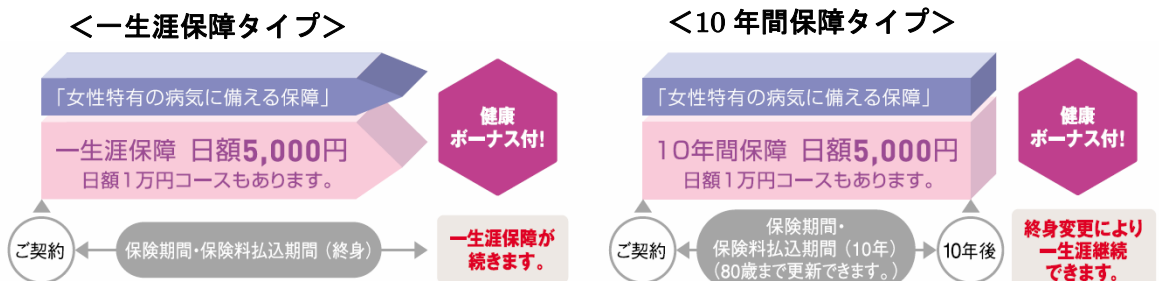 ＜一生涯保障タイプ＞
「女性特有の病気に備える保障」
一生涯保障 日額5,000円
日額1万円コースもあります。
健康
ボーナス付!
ご契約
保険期間・保険料払込期間（終身）
一生涯保障が
続きます。
＜10年間保障タイプ＞
「女性特有の病気に備える保障」
10年間保障 日額5,000円
日額1万円コースもあります。
健康
ボーナス付!
ご契約
保険期間・
保険料払込期間（10年）
（80歳まで更新できます。）
10年後
終身変更により
一生涯継続
できます。